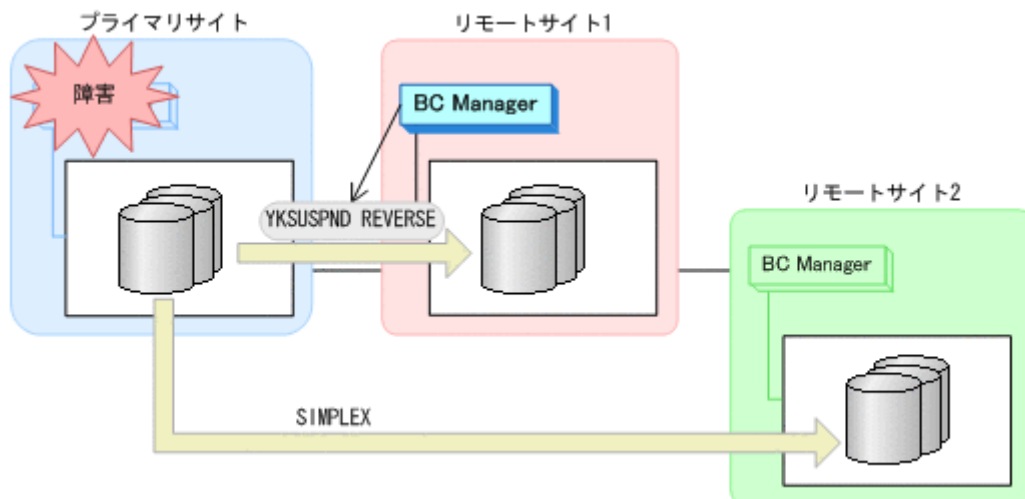 プライマリサイト
リモートサイト1
障害
BC Manager
YKSUSPND REVERSE
リモートサイト2
BC Manager
SIMPLEX